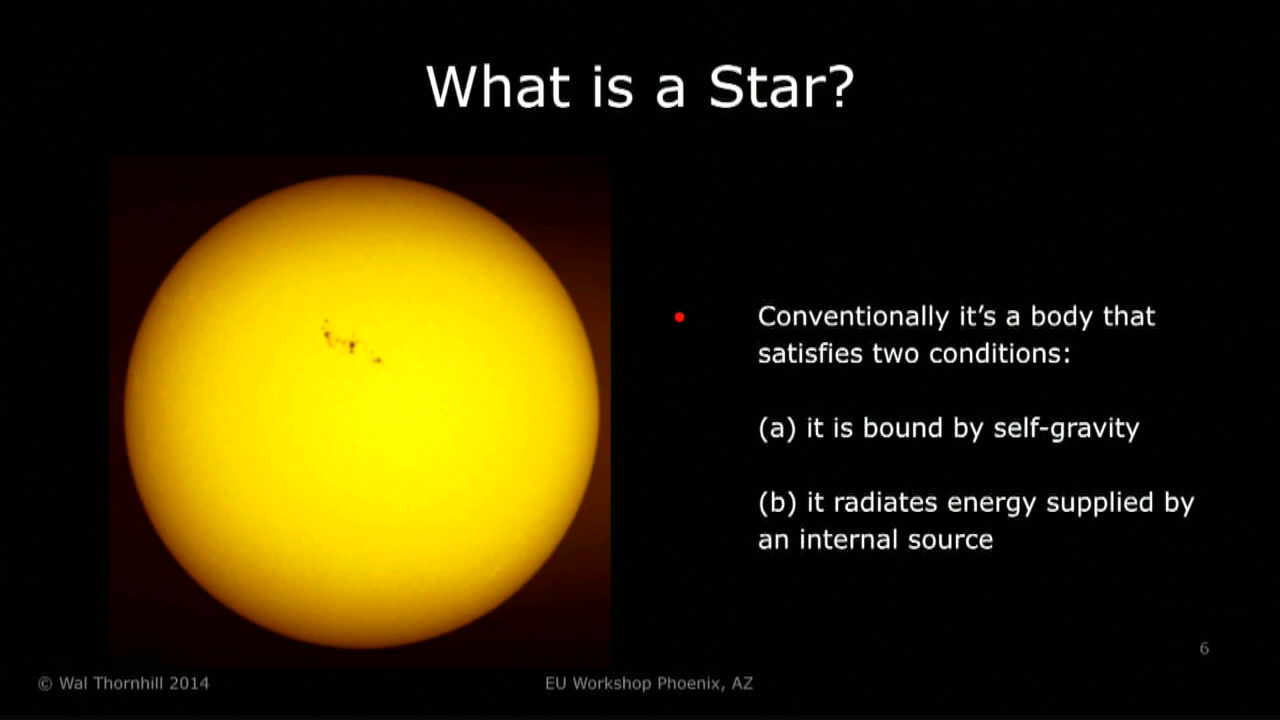 What is a Star?
• Conventionally it's a body that
satisfies two conditions:
(a) it is bound by self-gravity
(b) it radiates energy supplied by
an internal source
6
© Wal Thornhill 2014
EU Workshop Phoenix, AZ